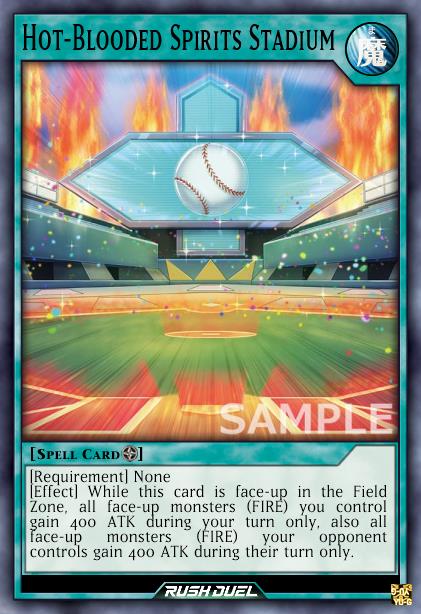 Hot-Blooded Spirits Stadium
ま
魔
SAMPLE
[Spell Card]
[Requirement] None
[Effect] While this card is face-up in the Field
Zone, all face-up monsters (FIRE) you control
gain 400 ATK during your turn only, also all
face-up monsters (FIRE) your opponent
controls gain 400 ATK during their turn only.
RUSH DUEL